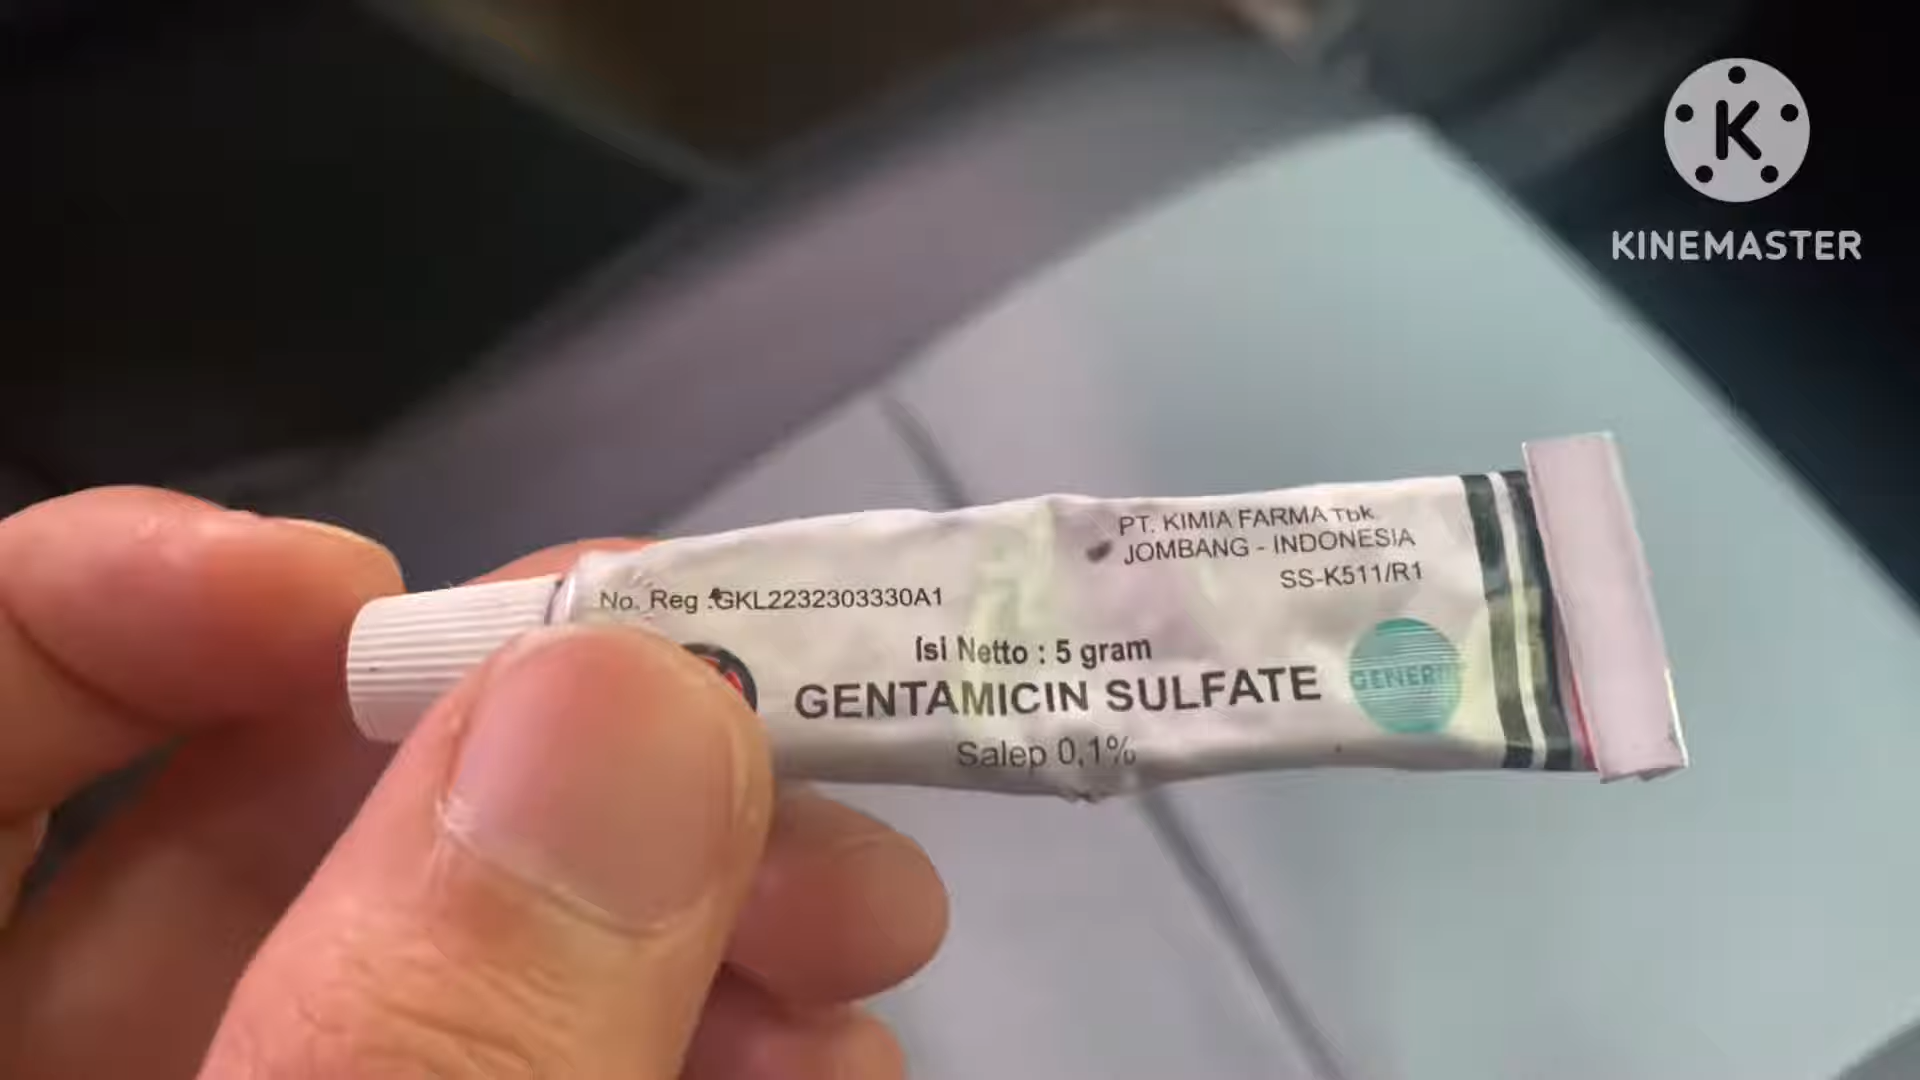 KINEMASTER
PT. KIMIA FARMA Tbk.
JOMBANG - INDONESIA
SS-K511/R1
No. Reg :GKL2232303330A1
Isi Netto : 5 gram
GENTAMICIN SULFATE
GENERIK
Salep 0,1%